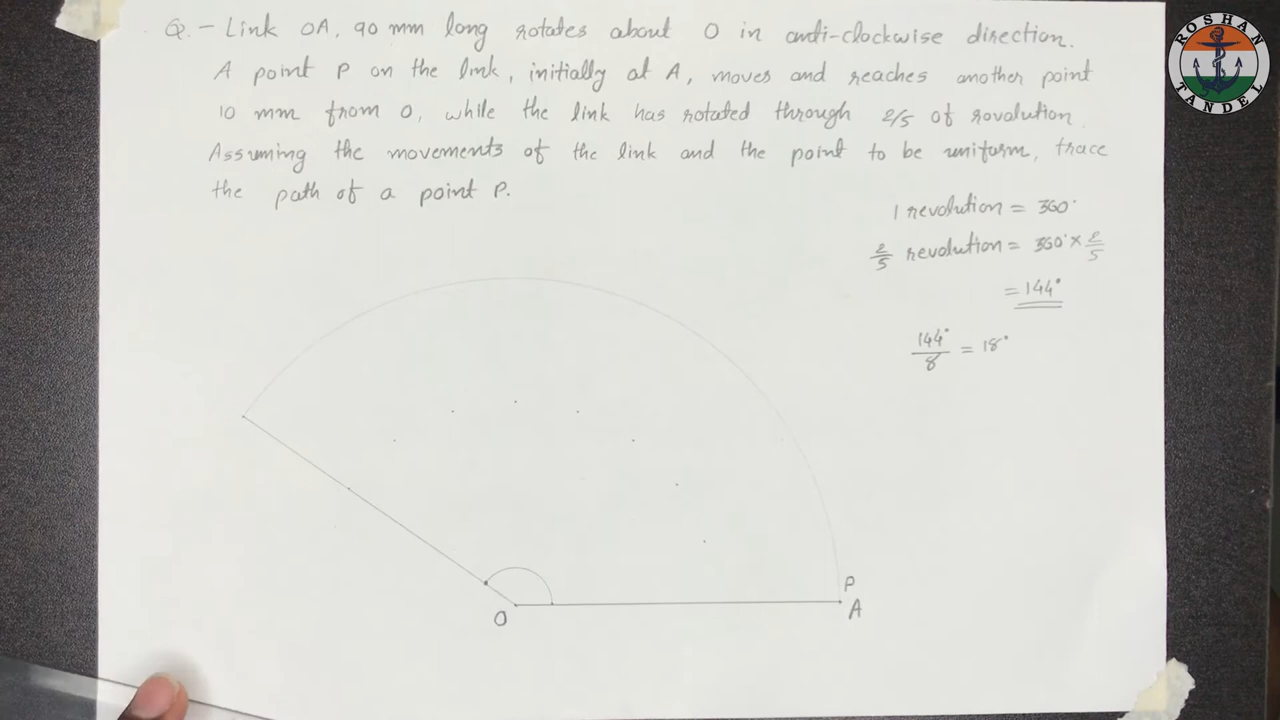 Q. - Link OA, 90 mm long rotates about O in anti-clockwise direction.
A point P on the link, initially at A, moves and reaches another point
10 mm from O, while the link has rotated through 2/5 of rovolution
Assuming the movements of the link and the point to be uniform, trace
the path of a point P.
1 revolution = 360°
2/5 revolution = 360° × 2/5
= 144°
144°/8 = 18°
P
A
O
ROSHAN
TANDEL